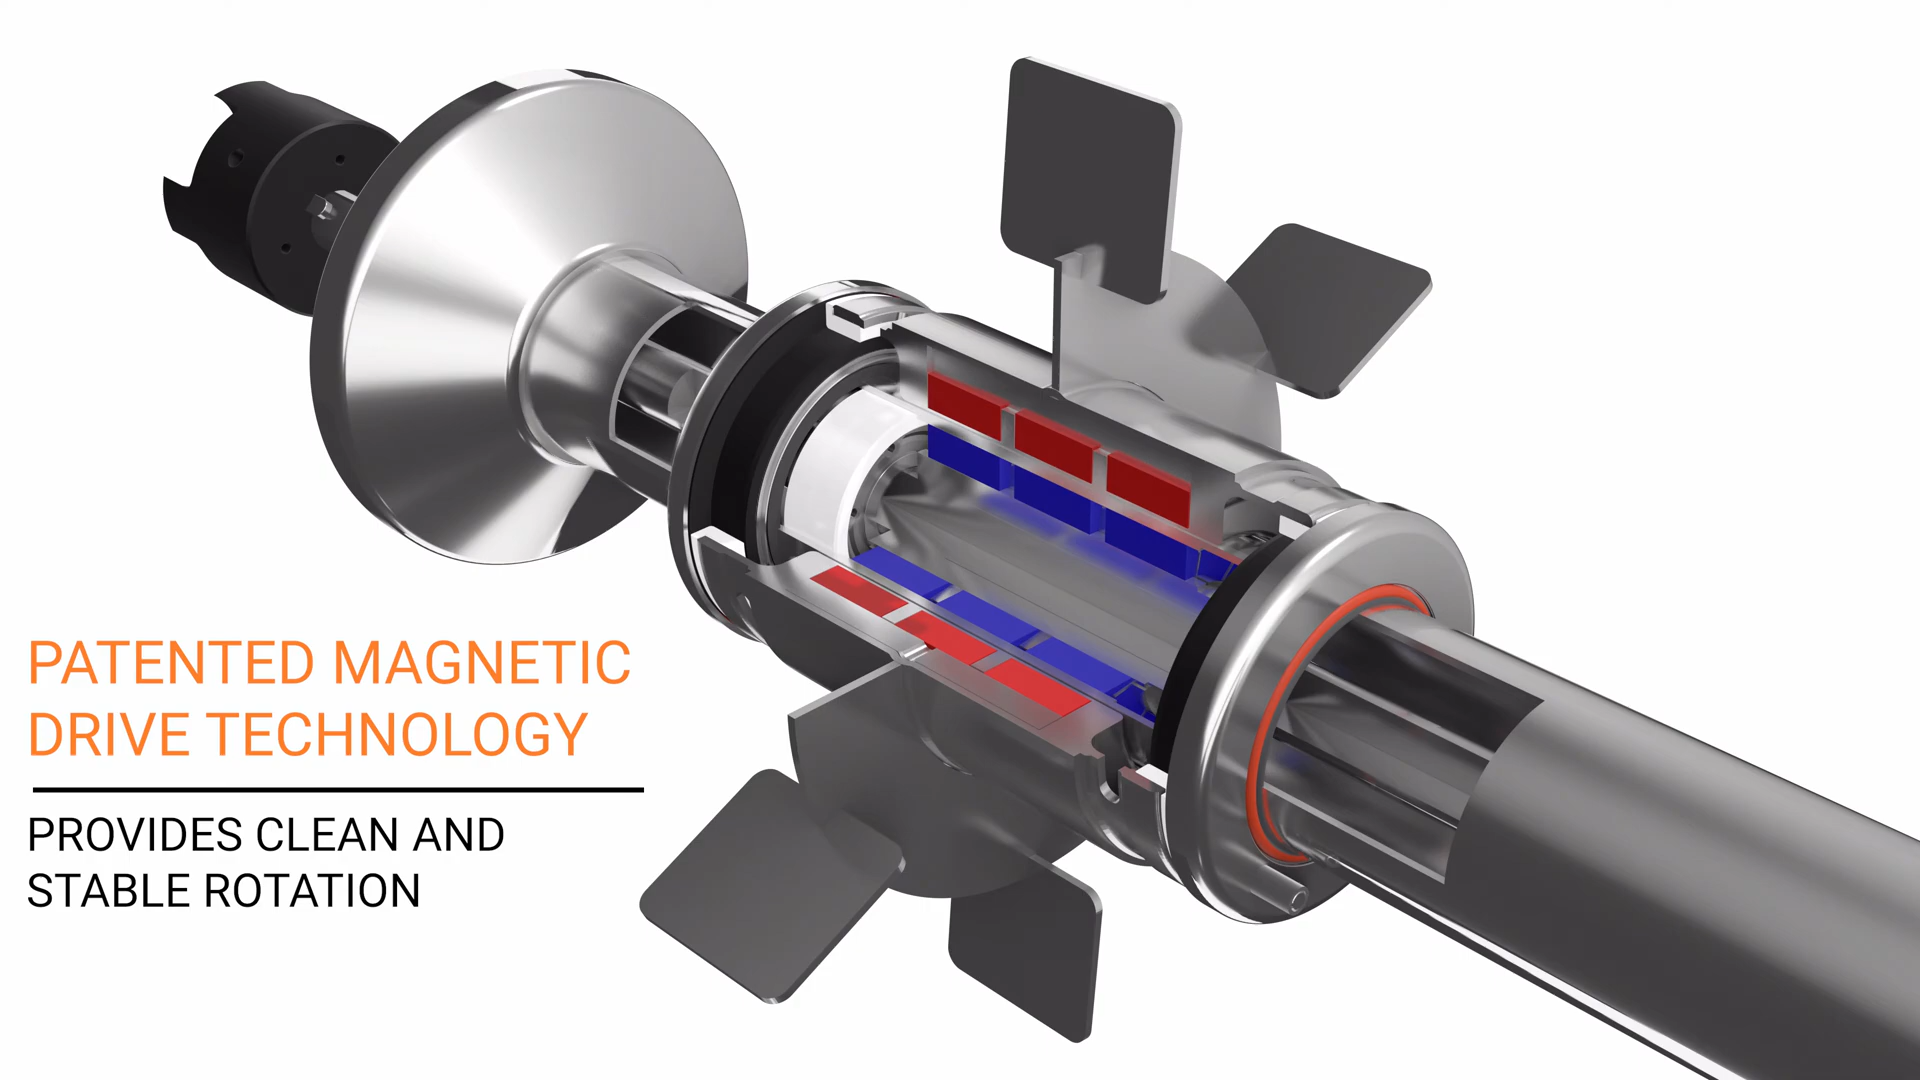 PATENTED MAGNETIC
DRIVE TECHNOLOGY
PROVIDES CLEAN AND
STABLE ROTATION